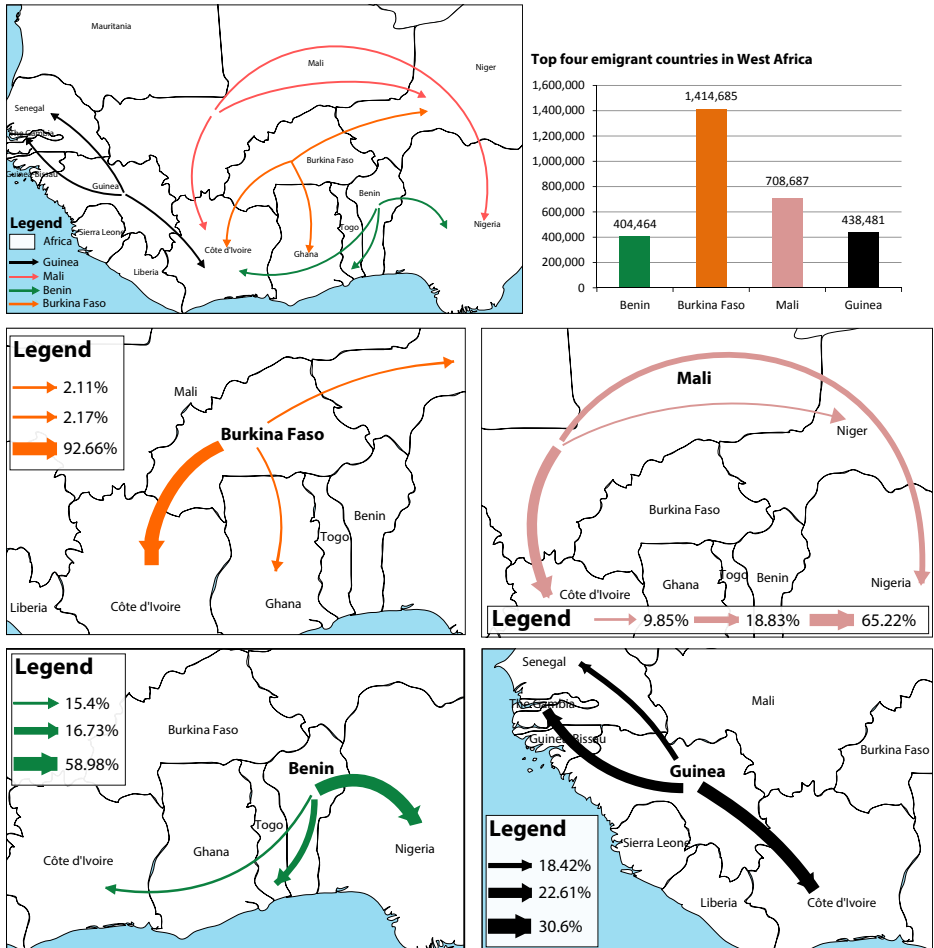 Mauritania
Mali
Niger
Senegal
The Gambia
Guinea-Bissau
Guinea
Burkina Faso
Benin
Sierra Leone
Togo
Nigeria
Côte d'Ivoire
Ghana
Liberia
Legend
Africa
Guinea
Mali
Benin
Burkina Faso
Top four emigrant countries in West Africa
1,600,000
1,400,000
1,200,000
1,000,000
800,000
600,000
400,000
200,000
0
404,464
1,414,685
708,687
438,481
Benin
Burkina Faso
Mali
Guinea
Legend
2.11%
2.17%
92.66%
Mali
Burkina Faso
Benin
Togo
Liberia
Côte d'Ivoire
Ghana
Mali
Niger
Burkina Faso
Togo
Benin
Ghana
Nigeria
Côte d'Ivoire
Legend
9.85%
18.83%
65.22%
Legend
15.4%
16.73%
58.98%
Burkina Faso
Benin
Togo
Ghana
Côte d'Ivoire
Nigeria
Senegal
The Gambia
Guinea Bissau
Mali
Burkina Faso
Guinea
Sierra Leone
Liberia
Côte d'Ivoire
Legend
18.42%
22.61%
30.6%